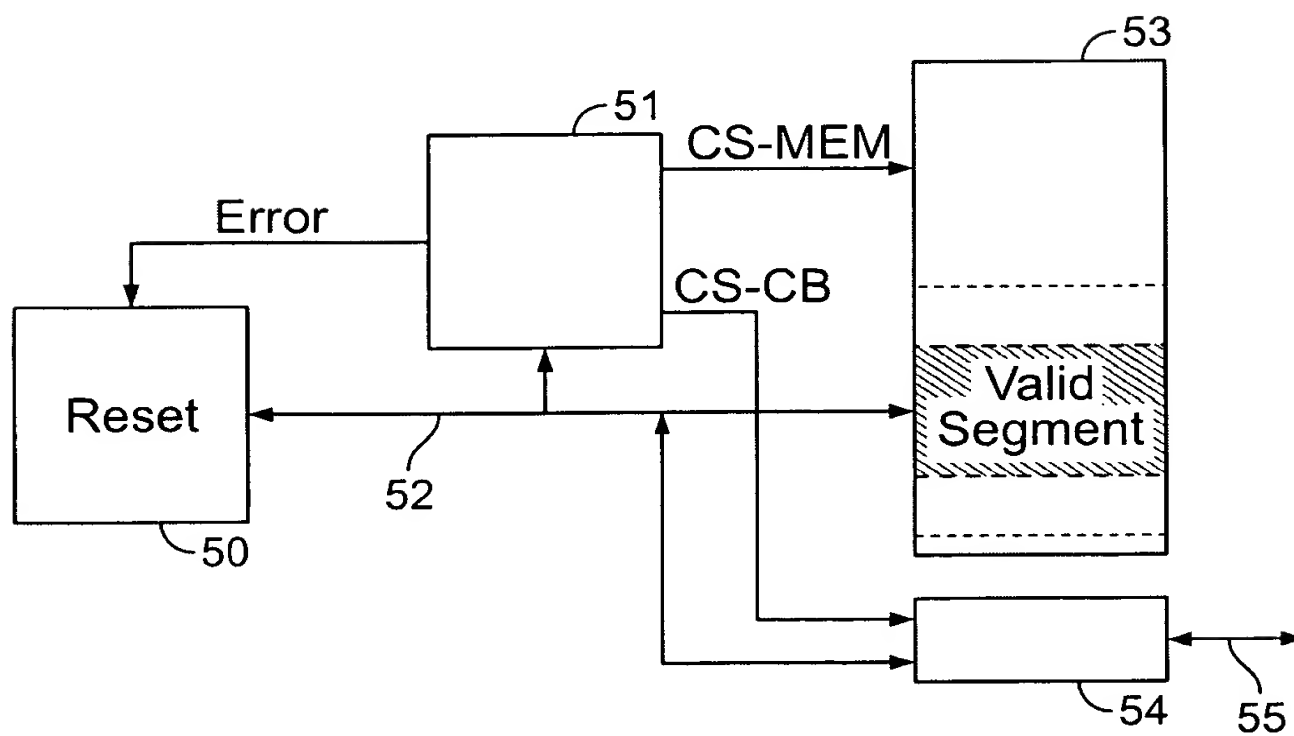 53
51
CS-MEM
Error
CS-CB
Reset
Valid
Segment
52
50
54
55